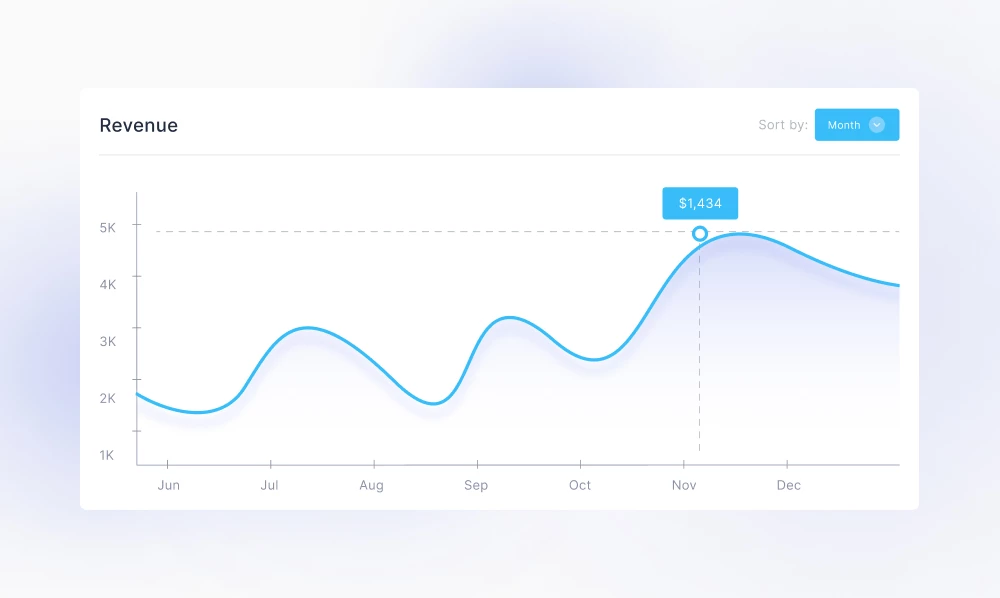 Revenue
Sort by: Month
$1,434
5K
4K
3K
2K
1K
Jun Jul Aug Sep Oct Nov Dec